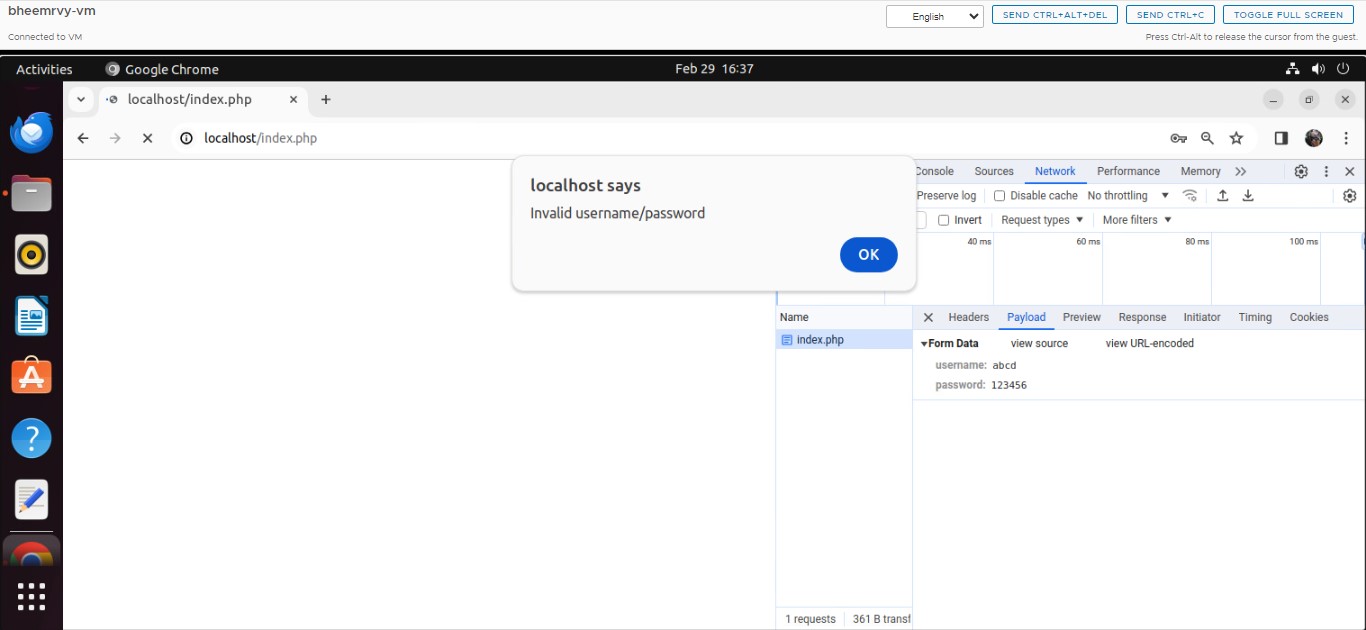 bheemrvy-vm
English
SEND CTRL+ALT+DEL
SEND CTRL+C
TOGGLE FULL SCREEN
Connected to VM
Press Ctrl-Alt to release the cursor from the guest.
Activities
Google Chrome
Feb 29 16:37
localhost/index.php
localhost/index.php
localhost says
Invalid username/password
OK
Console
Sources
Network
Performance
Memory
Preserve log
Disable cache
No throttling
Invert
Request types
More filters
40 ms
60 ms
80 ms
100 ms
Name
Headers
Payload
Preview
Response
Initiator
Timing
Cookies
index.php
Form Data
view source
view URL-encoded
username: abcd
password: 123456
1 requests
361 B transf